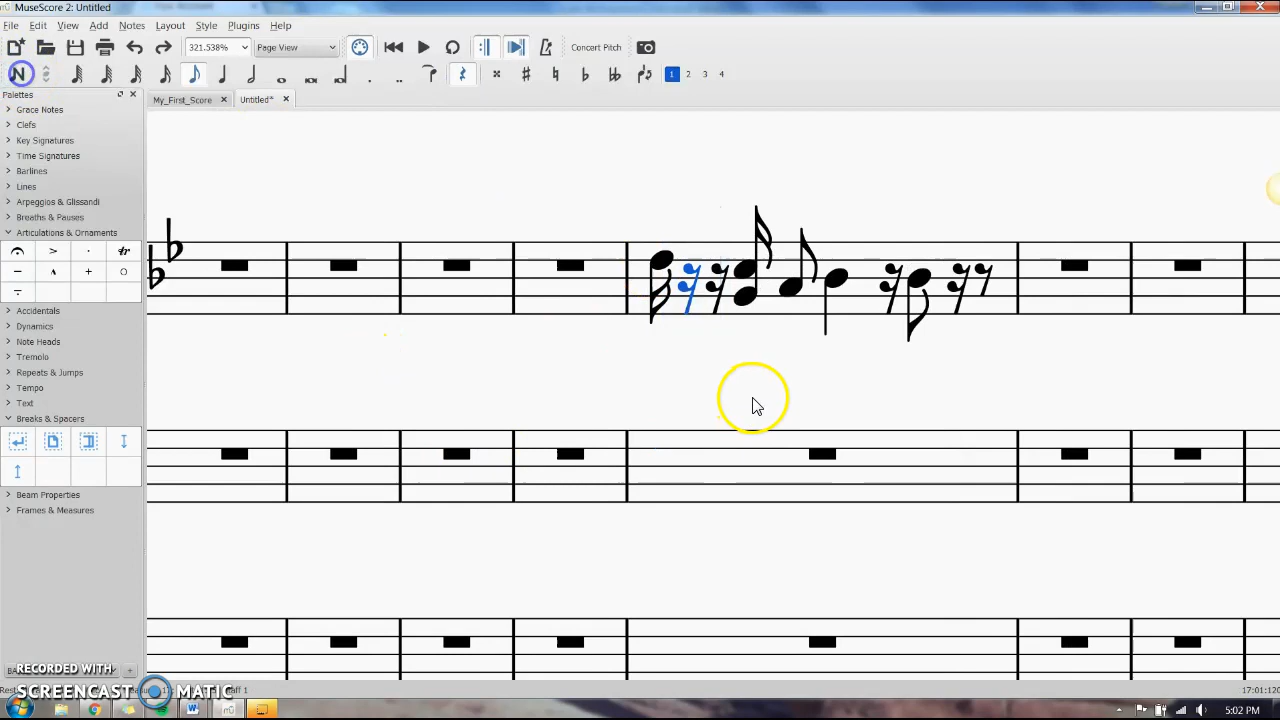 MuseScore 2: Untitled
File Edit View Add Notes Layout Style Plugins Help
321.538% Page View Concert Pitch
N 1 2 3 4
Palettes
My_First_Score Untitled*
Grace Notes
Clefs
Key Signatures
Time Signatures
Barlines
Lines
Arpeggios & Glissandi
Breaths & Pauses
Articulations & Ornaments
Accidentals
Dynamics
Note Heads
Tremolo
Repeats & Jumps
Tempo
Text
Breaks & Spacers
Beam Properties
Frames & Measures
RECORDED WITH
SCREENCAST MATIC
17:01:120
5:02 PM